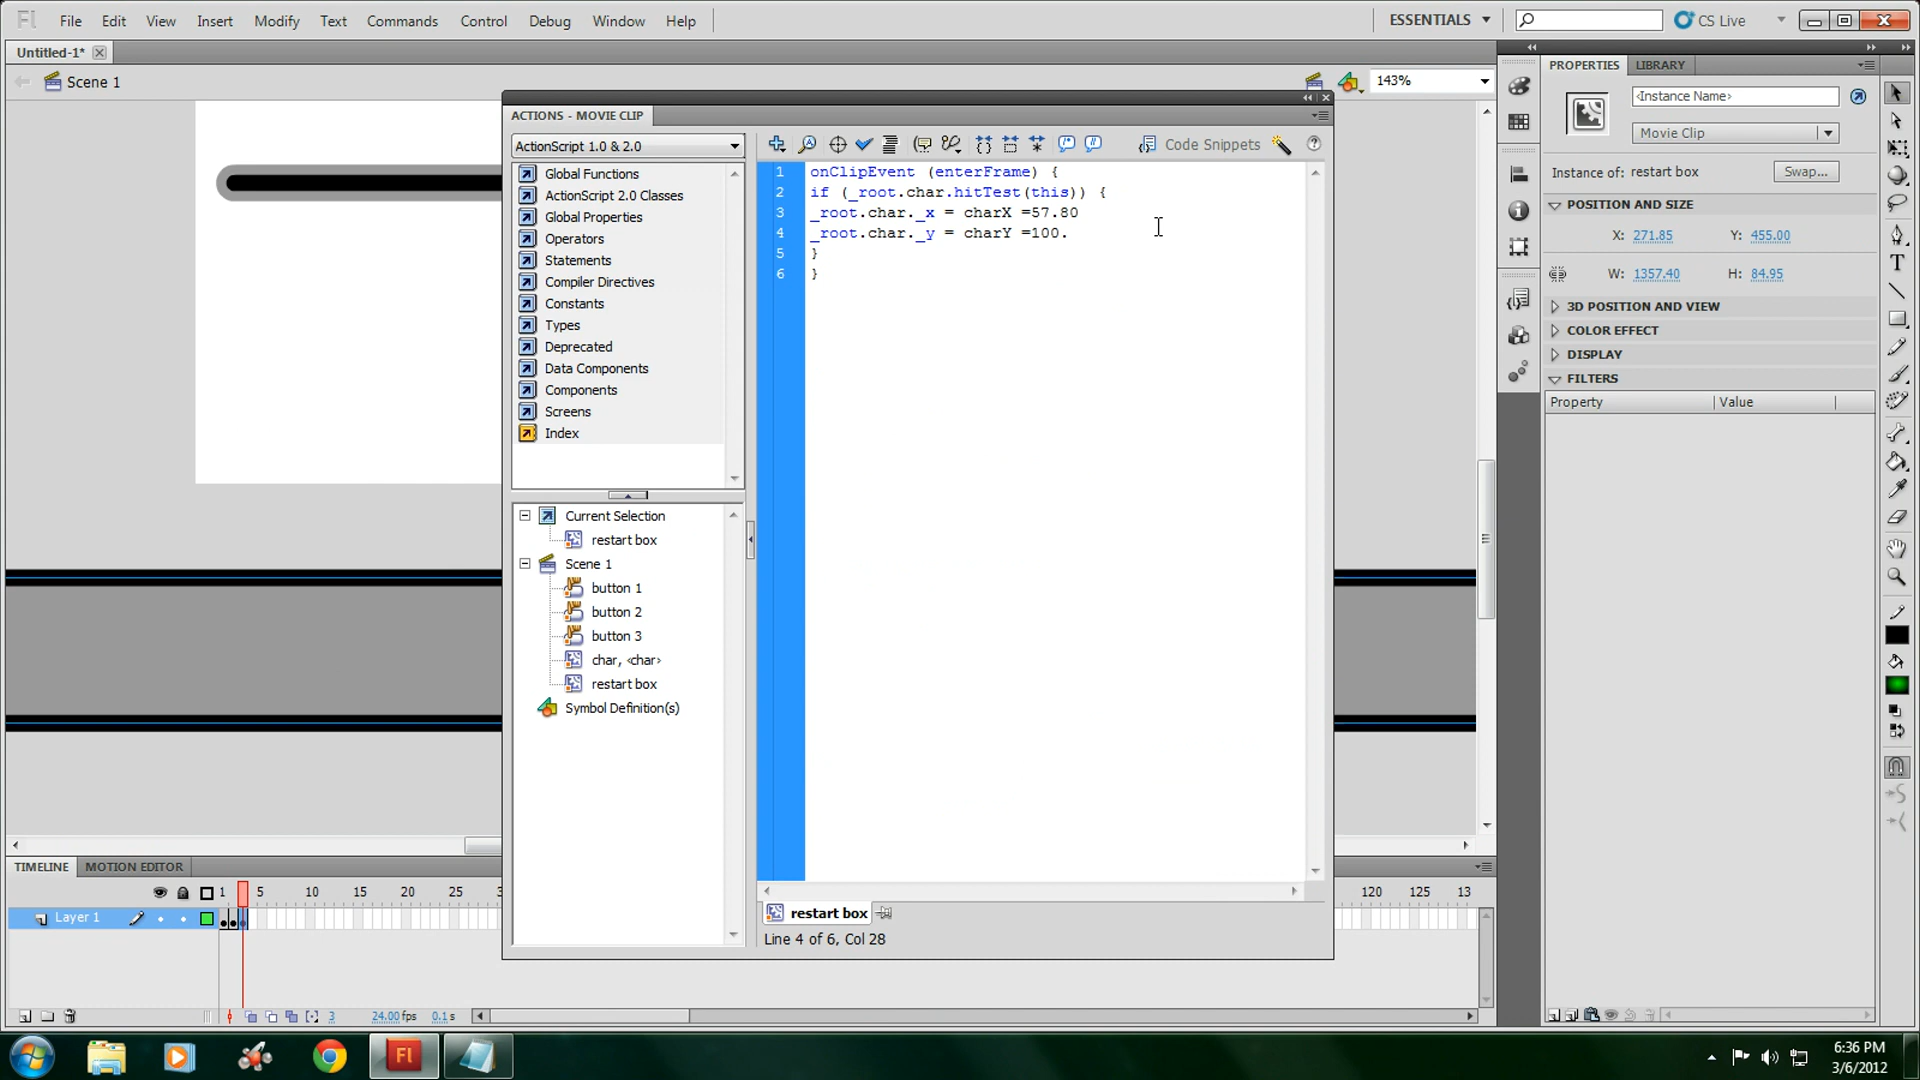 Fl File Edit View Insert Modify Text Commands Control Debug Window Help ESSENTIALS CS Live
Untitled-1*
Scene 1 143%
ACTIONS - MOVIE CLIP
ActionScript 1.0 & 2.0
Global Functions
ActionScript 2.0 Classes
Global Properties
Operators
Statements
Compiler Directives
Constants
Types
Deprecated
Data Components
Components
Screens
Index
Current Selection
restart box
Scene 1
button 1
button 2
button 3
char, <char>
restart box
Symbol Definition(s)
Code Snippets
1 onClipEvent (enterFrame) {
2 if (_root.char.hitTest(this)) {
3 _root.char._x = charX =57.80
4 _root.char._y = charY =100.
5 }
6 }
restart box
Line 4 of 6, Col 28
PROPERTIES LIBRARY
<Instance Name>
Movie Clip
Instance of: restart box Swap...
POSITION AND SIZE
X: 271.85 Y: 455.00
W: 1357.40 H: 84.95
3D POSITION AND VIEW
COLOR EFFECT
DISPLAY
FILTERS
Property Value
TIMELINE MOTION EDITOR
1 5 10 15 20 25 3 120 125 13
Layer 1
3 24.00 fps 0.1 s
Fl
6:36 PM
3/6/2012